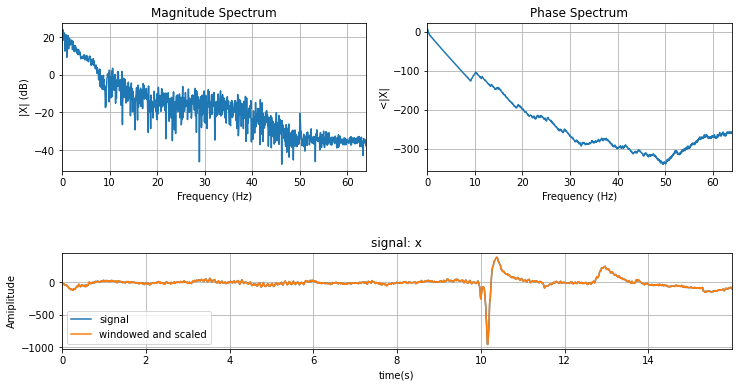 Magnitude Spectrum
|X| (dB)
20
0
−20
−40
0 10 20 30 40 50 60
Frequency (Hz)
Phase Spectrum
<|X|
0
−100
−200
−300
0 10 20 30 40 50 60
Frequency (Hz)
signal: x
Amiplitude
0
−500
−1000
signal
windowed and scaled
0 2 4 6 8 10 12 14
time(s)